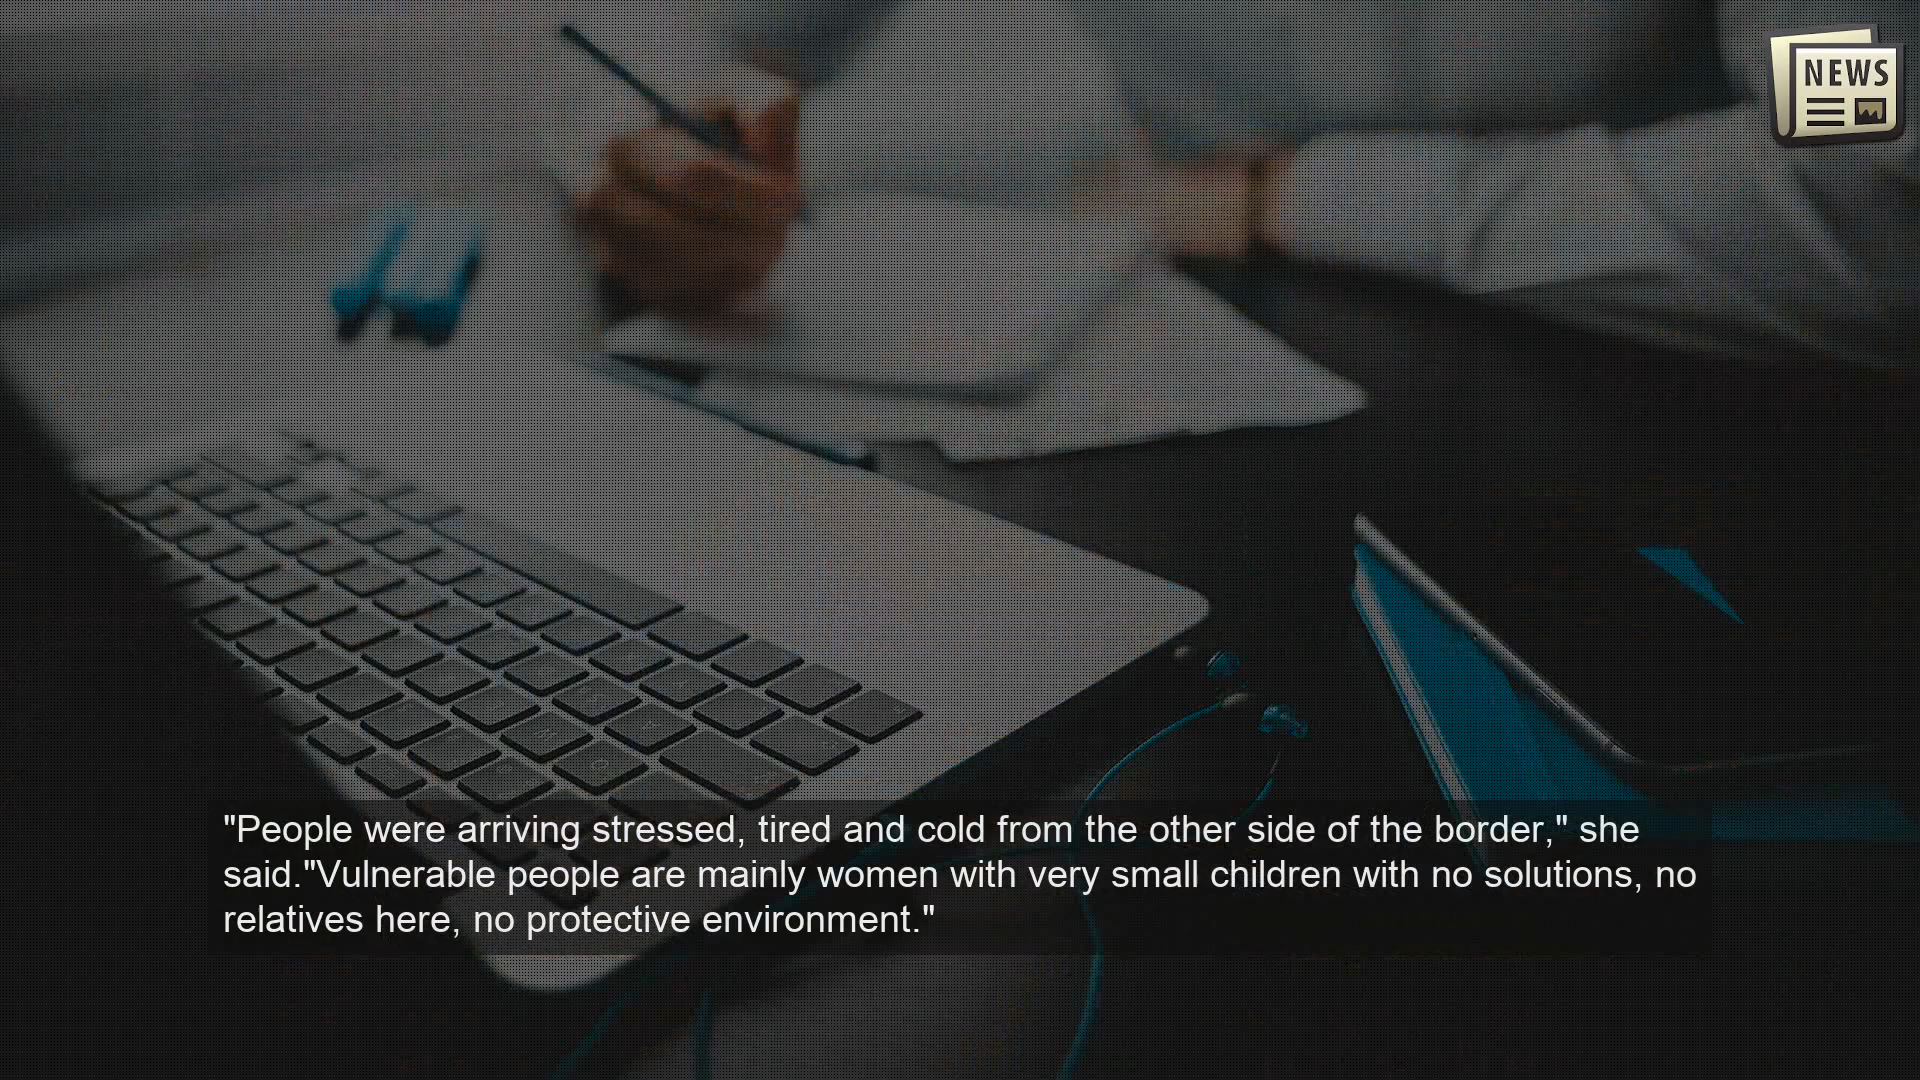 NEWS
"People were arriving stressed, tired and cold from the other side of the border," she
said."Vulnerable people are mainly women with very small children with no solutions, no
relatives here, no protective environment."